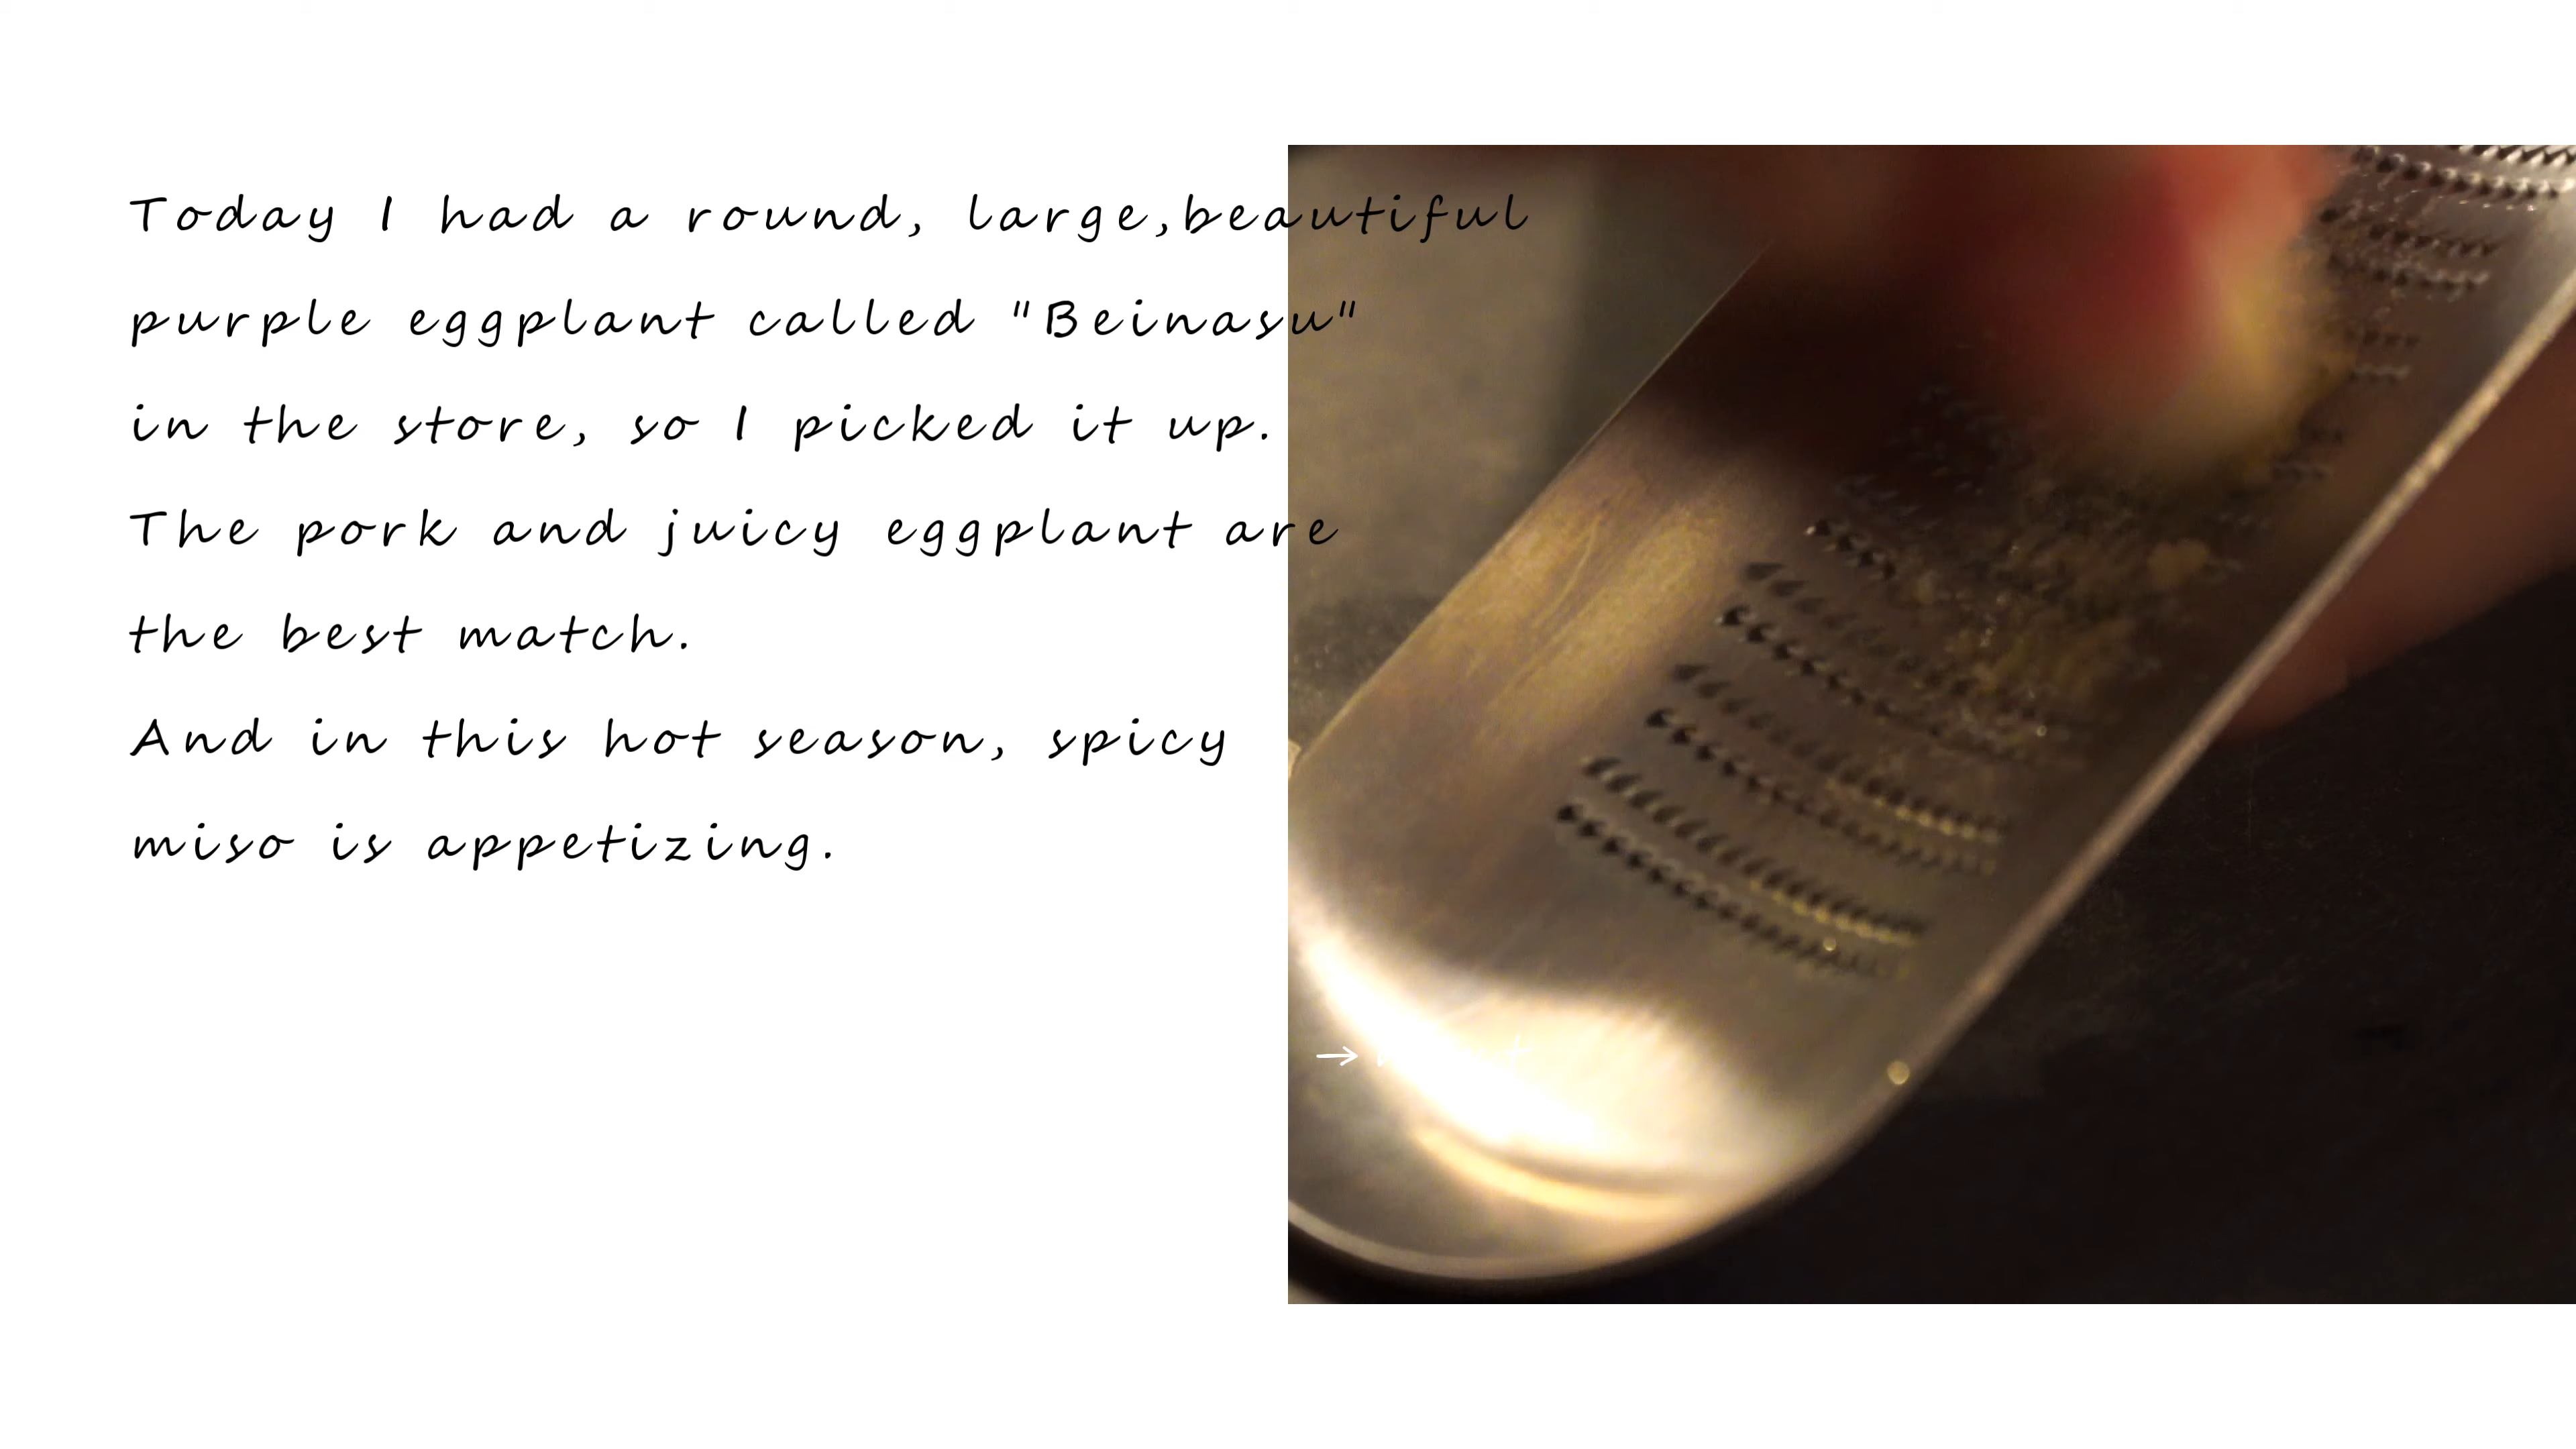 Today I had a round, large,beautiful
purple eggplant called "Beinasu"
in the store, so I picked it up.
The pork and juicy eggplant are
the best match.
And in this hot season, spicy
miso is appetizing.
→